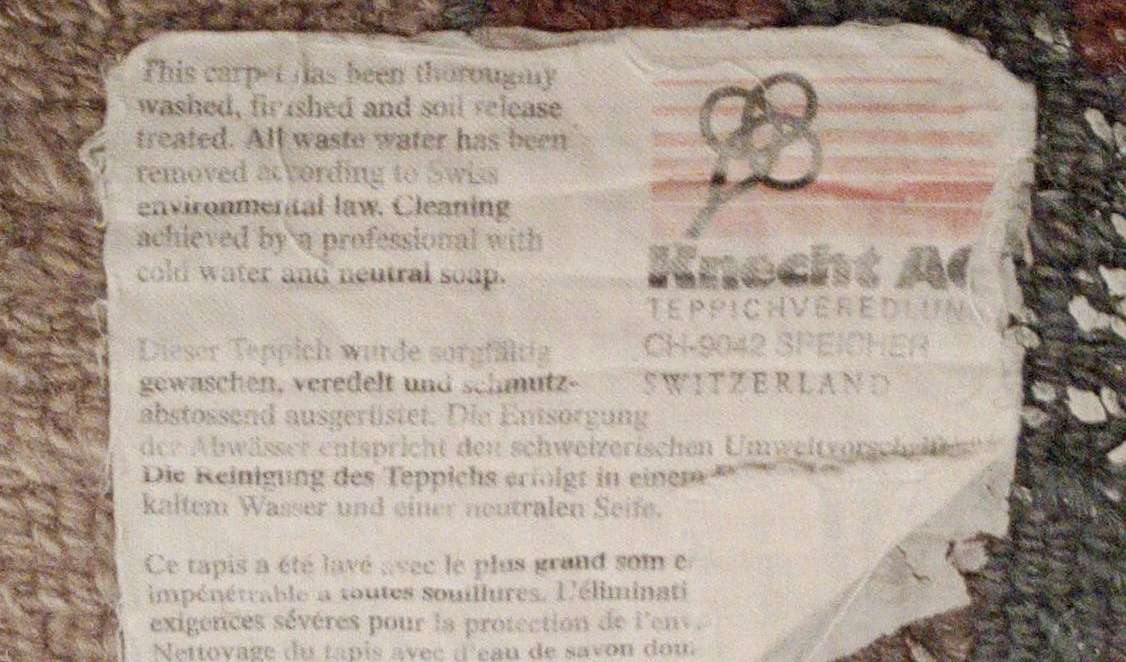 This carpet has been thoroughly
washed, finished and soil release
treated. All waste water has been
removed according to Swiss
environmental law. Cleaning
achieved by a professional with
cold water and neutral soap.
Knecht AG
TEPPICHVEREDLUN
CH-9042 SPEICHER
SWITZERLAND
Dieser Teppich wurde sorgfältig
gewaschen, veredelt und schmutz-
abstossend ausgerüstet. Die Entsorgung
der Abwässer entspricht den schweizerischen
Die Reinigung des Teppichs erfolgt in einem
kaltem Wasser und einer neutralen Seife.
Ce tapis a été lavé avec le plus grand soin e
impénétrable a toutes souillures. L'éliminati
exigences sévères pour la protection de l'env
Nettoyage du tapis avec d'eau de savon dou